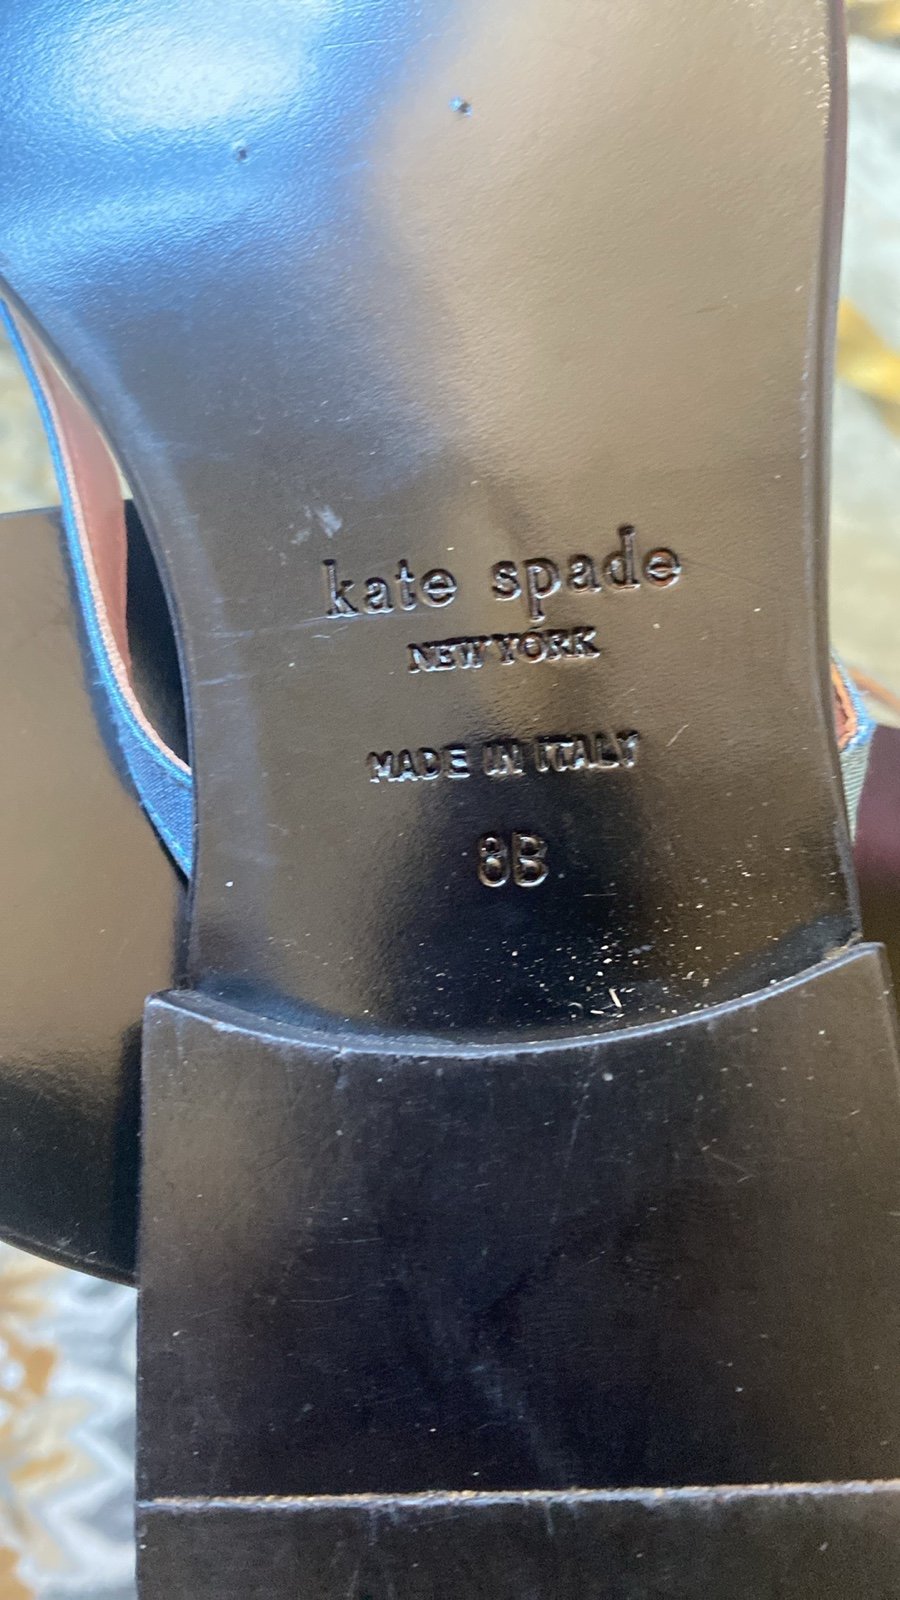 kate spade
NEW YORK
MADE IN ITALY
8B